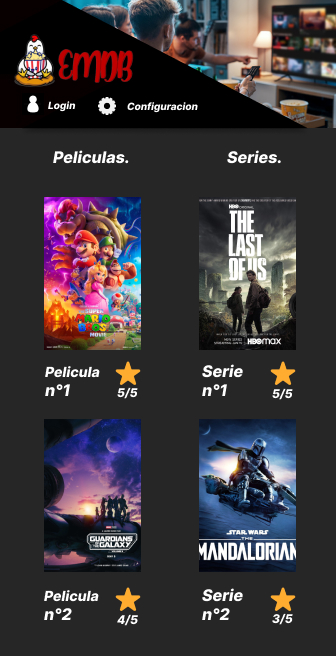 EMDB
Login
Configuracion
Peliculas.
Series.
SUPER
MARIO
BROS
MOVIE
HBO ORIGINAL
THE
LAST
OF US
HBOmax
Pelicula
n°1
5/5
Serie
n°1
5/5
GUARDIANS
OF THE
GALAXY
STAR WARS
THE
MANDALORIAN
Pelicula
n°2
4/5
Serie
n°2
3/5